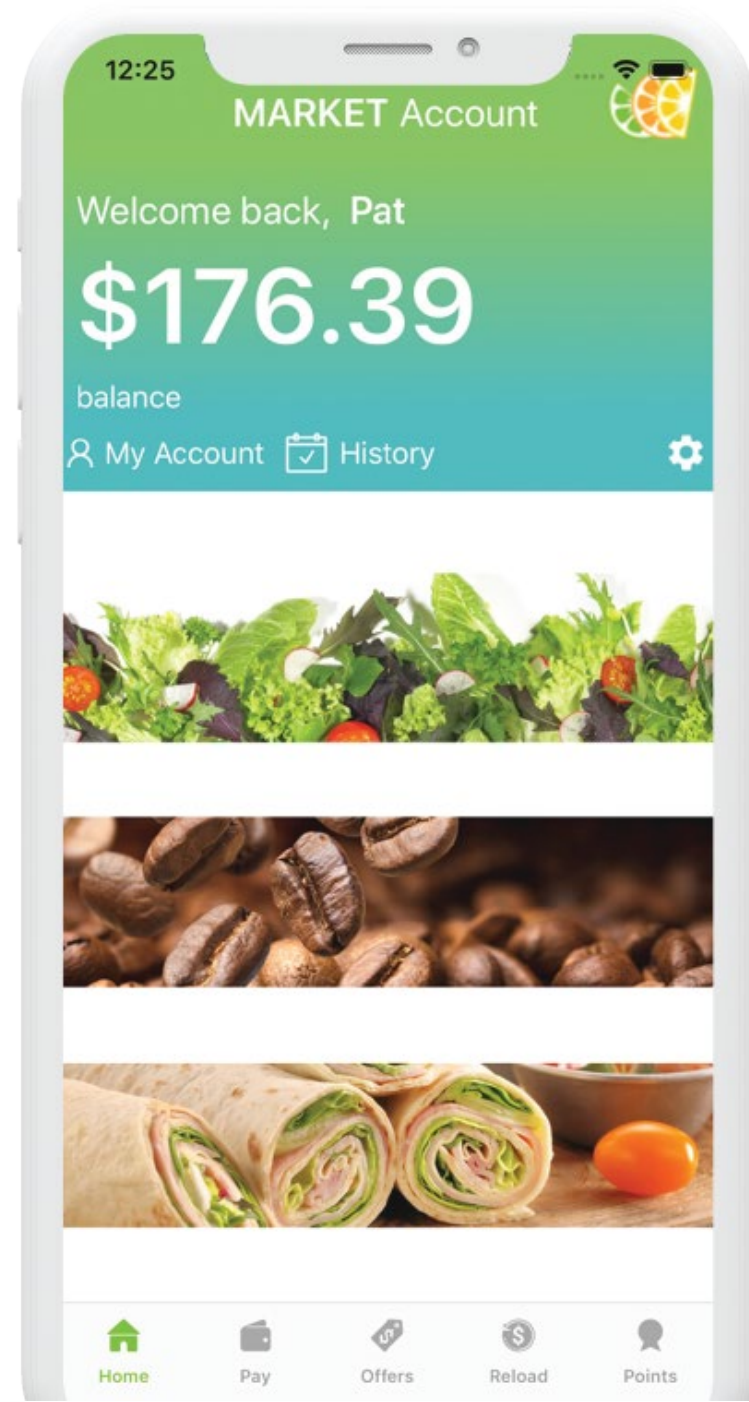 12:25
MARKET Account
Welcome back, Pat
$176.39
balance
My Account History
Home Pay Offers Reload Points